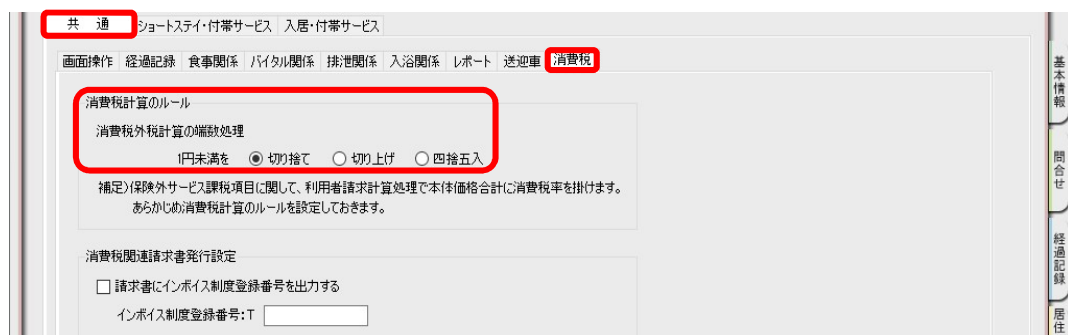 共 通 ショートステイ・付帯サービス 入居・付帯サービス
画面操作 経過記録 食事関係 バイタル関係 排泄関係 入浴関係 レポート 送迎車 消費税
消費税計算のルール
消費税外税計算の端数処理
1円未満を 切り捨て 切り上げ 四捨五入
補足)保険外サービス課税項目に関して、利用者請求計算処理で本体価格合計に消費税率を掛けます。
あらかじめ消費税計算のルールを設定しておきます。
消費税関連請求書発行設定
請求書にインボイス制度登録番号を出力する
インボイス制度登録番号:T
基本情報
問合せ
経過記録
居住